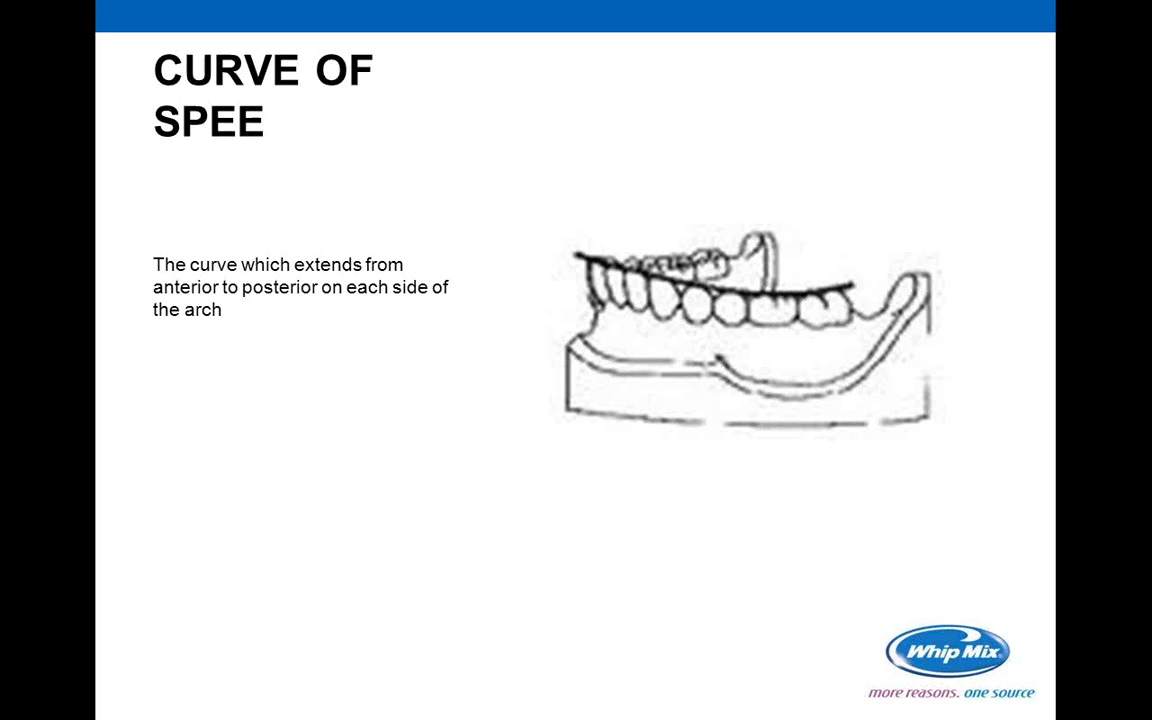 CURVE OF
SPEE
The curve which extends from
anterior to posterior on each side of
the arch
Whip Mix
more reasons. one source